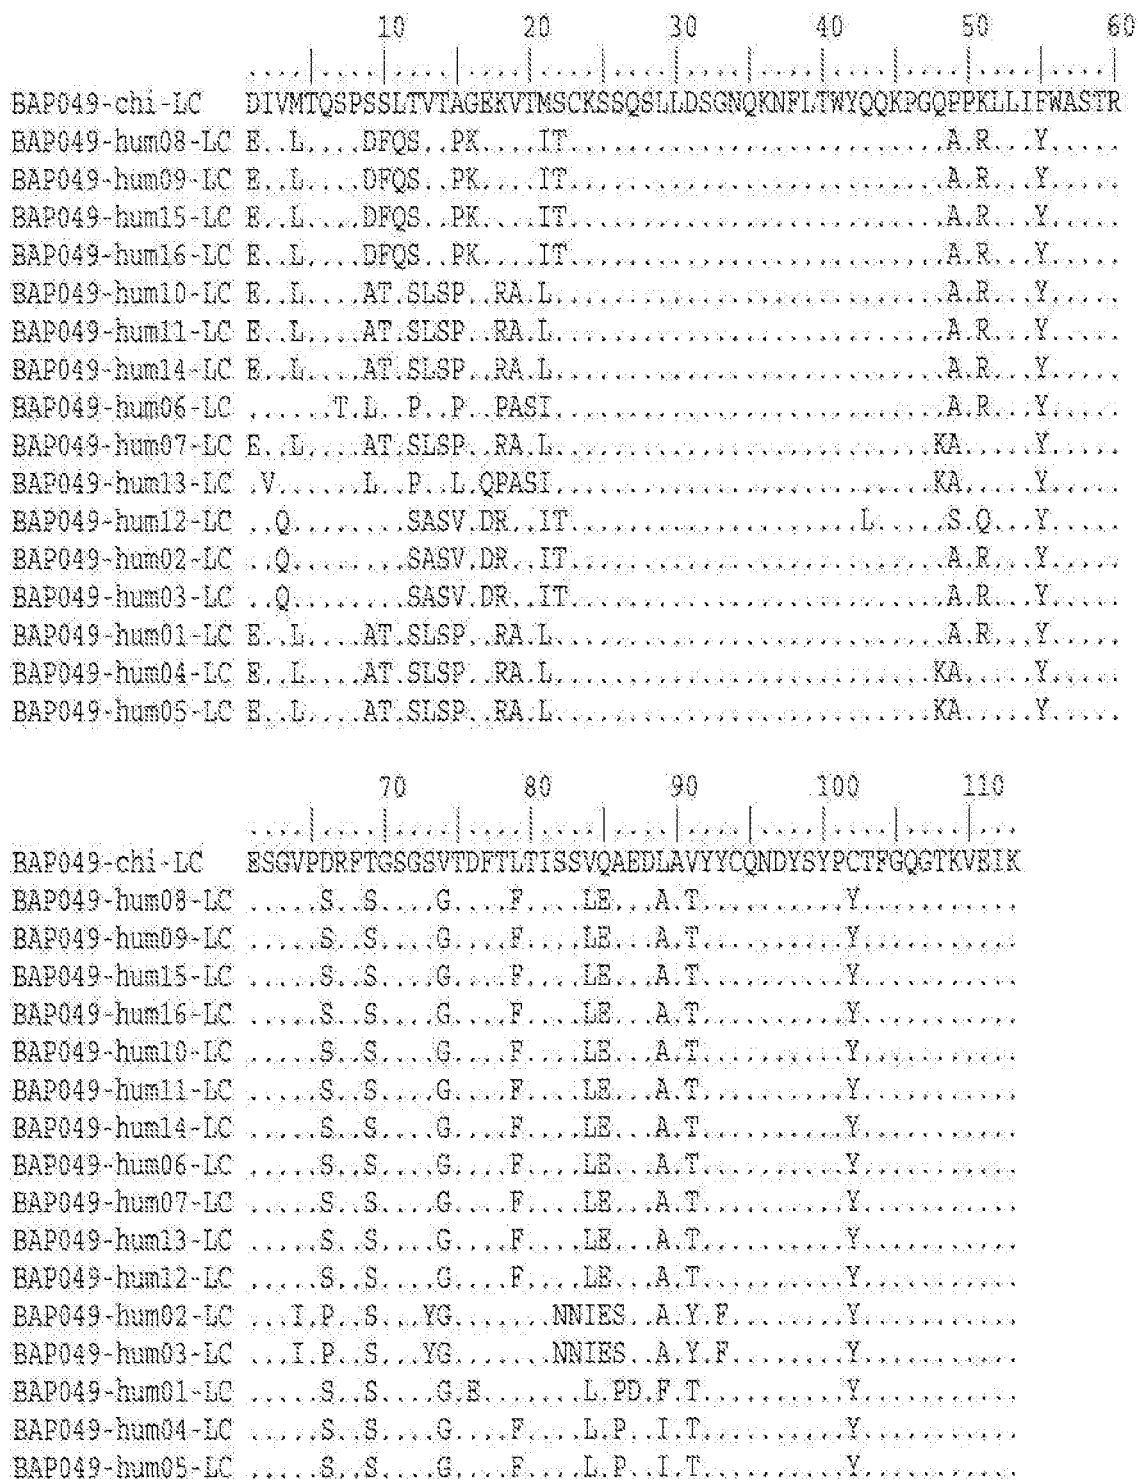 10 20 30 40 50 60
....|....|....|....|....|....|....|....|....|....|....|....|
BAP049-chi-LC DIVMTQSPSSLTVTAGEKVTMSCKSSQSLLDSGNQKNFLTWYQQKPGQPPKLLIFWASTR
BAP049-hum08-LC E..L....DFQS..PK....IT..........................A.R...Y.....
BAP049-hum09-LC E..L....DFQS..PK....IT..........................A.R...Y.....
BAP049-hum15-LC E..L....DFQS..PK....IT..........................A.R...Y.....
BAP049-hum16-LC E..L....DFQS..PK....IT..........................A.R...Y.....
BAP049-hum10-LC E..L....AT.SLSP..RA.L...........................A.R...Y.....
BAP049-hum11-LC E..L....AT.SLSP..RA.L...........................A.R...Y.....
BAP049-hum14-LC E..L....AT.SLSP..RA.L...........................A.R...Y.....
BAP049-hum06-LC ......T.L..P..P..PASI...........................A.R...Y.....
BAP049-hum07-LC E..L....AT.SLSP..RA.L..........................KA.....Y.....
BAP049-hum13-LC .V......L..P..L.QPASI..........................KA.....Y.....
BAP049-hum12-LC ..Q........SASV.DR..IT....................L.....S.Q...Y.....
BAP049-hum02-LC ..Q........SASV.DR..IT..........................A.R...Y.....
BAP049-hum03-LC ..Q........SASV.DR..IT..........................A.R...Y.....
BAP049-hum01-LC E..L....AT.SLSP..RA.L...........................A.R...Y.....
BAP049-hum04-LC E..L....AT.SLSP..RA.L..........................KA.....Y.....
BAP049-hum05-LC E..L....AT.SLSP..RA.L..........................KA.....Y.....
70 80 90 100 110
....|....|....|....|....|....|....|....|....|....|...
BAP049-chi-LC ESGVPDRFTGSGSVTDFTLTISSVQAEDLAVYYCQNDYSYPCTFGQGTKVEIK
BAP049-hum08-LC .....S..S....G....F....LE...A.T..........Y...........
BAP049-hum09-LC .....S..S....G....F....LE...A.T..........Y...........
BAP049-hum15-LC .....S..S....G....F....LE...A.T..........Y...........
BAP049-hum16-LC .....S..S....G....F....LE...A.T..........Y...........
BAP049-hum10-LC .....S..S....G....F....LE...A.T..........Y...........
BAP049-hum11-LC .....S..S....G....F....LE...A.T..........Y...........
BAP049-hum14-LC .....S..S....G....F....LE...A.T..........Y...........
BAP049-hum06-LC .....S..S....G....F....LE...A.T..........Y...........
BAP049-hum07-LC .....S..S....G....F....LE...A.T..........Y...........
BAP049-hum13-LC .....S..S....G....F....LE...A.T..........Y...........
BAP049-hum12-LC .....S..S....G....F....LE...A.T..........Y...........
BAP049-hum02-LC ...I.P..S...YG.......NNIES..A.Y.F........Y...........
BAP049-hum03-LC ...I.P..S...YG.......NNIES..A.Y.F........Y...........
BAP049-hum01-LC .....S..S....G.E.......L.PD.F.T..........Y...........
BAP049-hum04-LC .....S..S....G....F....L.P..I.T..........Y...........
BAP049-hum05-LC .....S..S....G....F....L.P..I.T..........Y...........